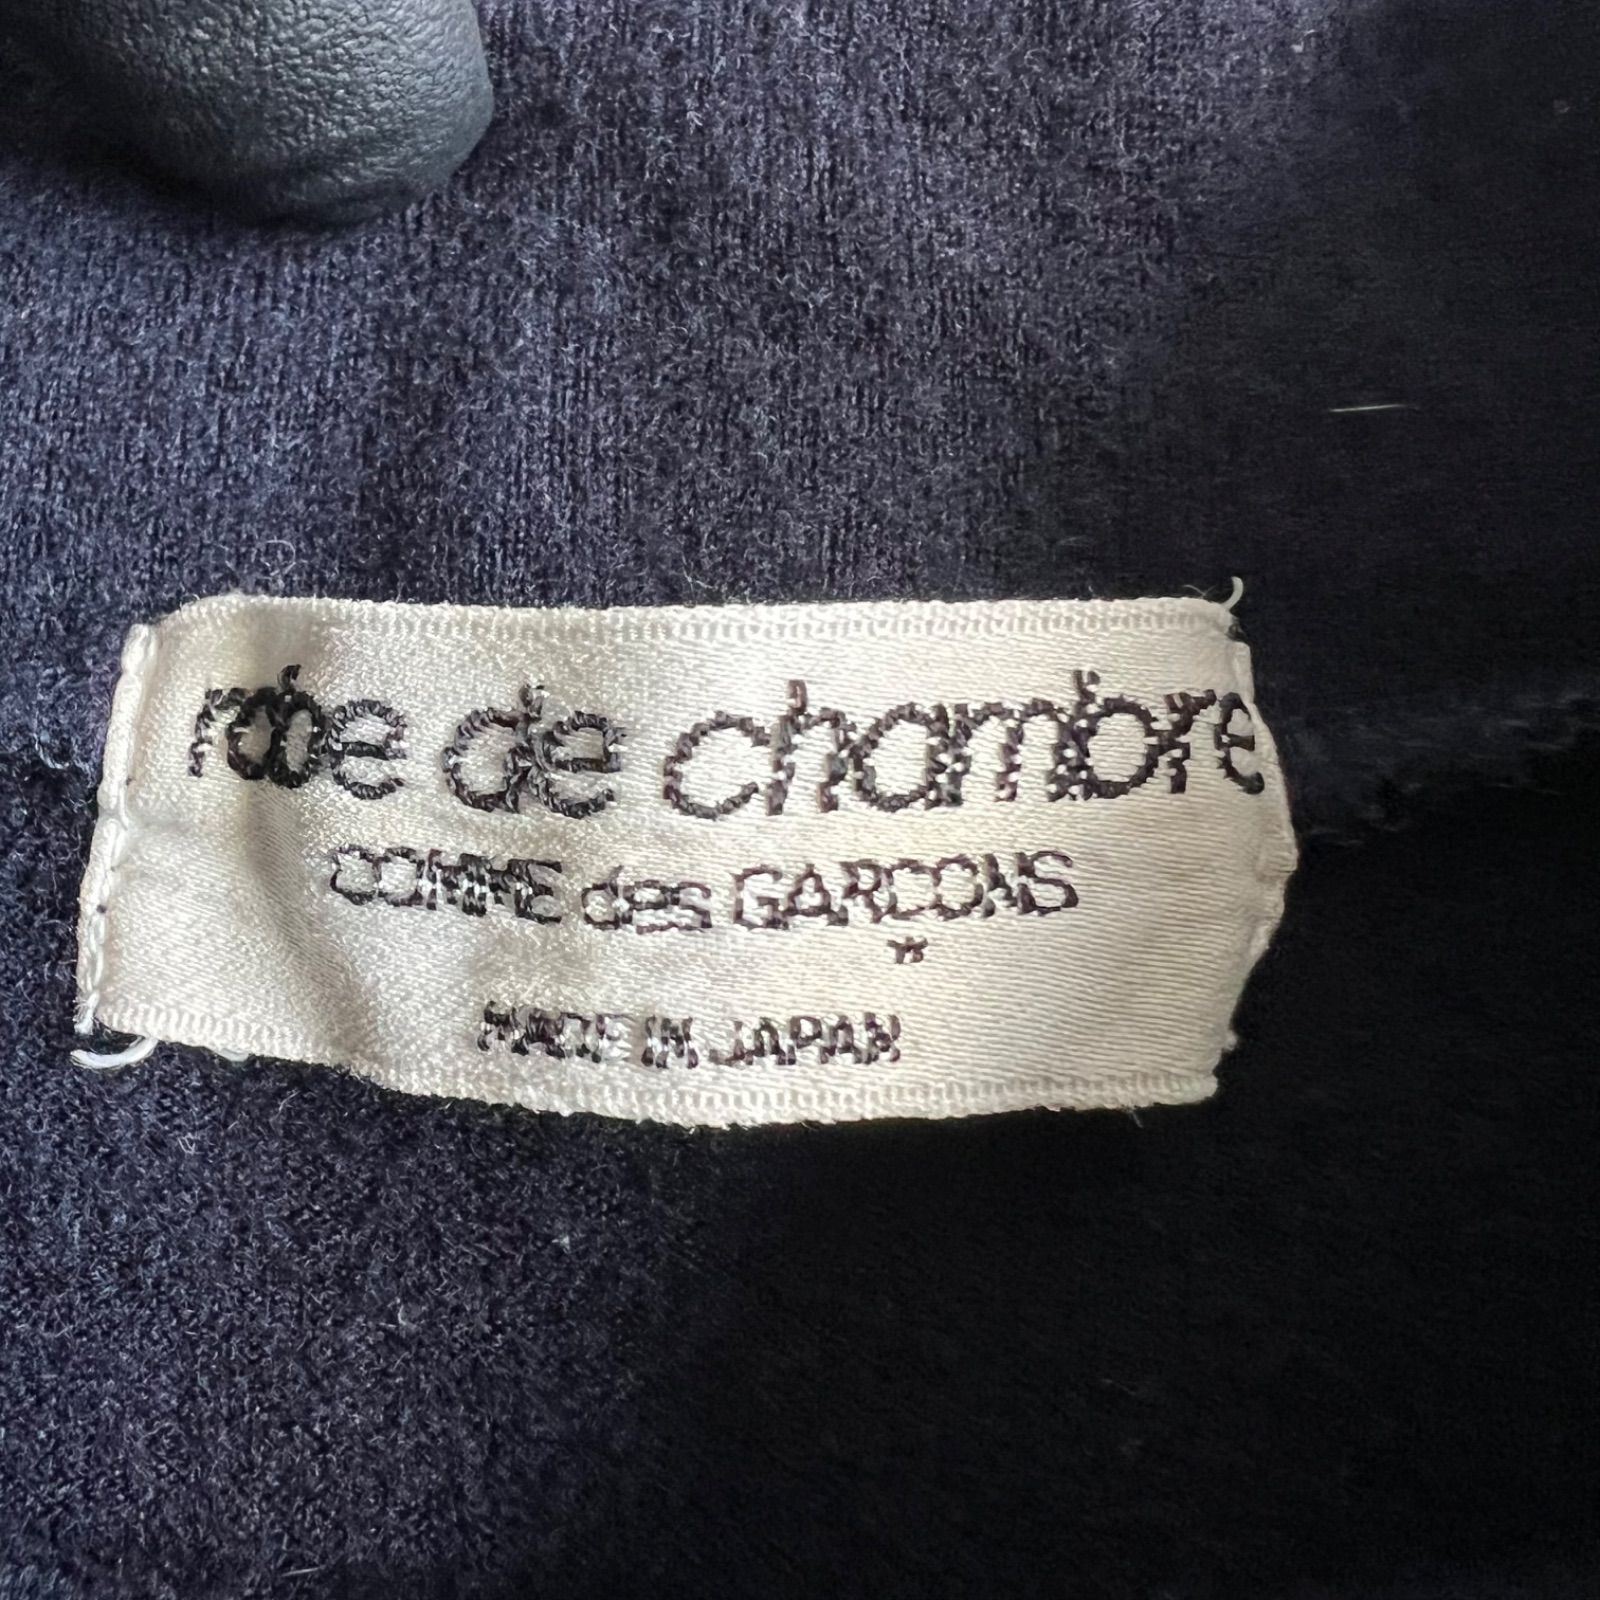 robe de chambre
COMME des GARCONS
*
MADE IN JAPAN